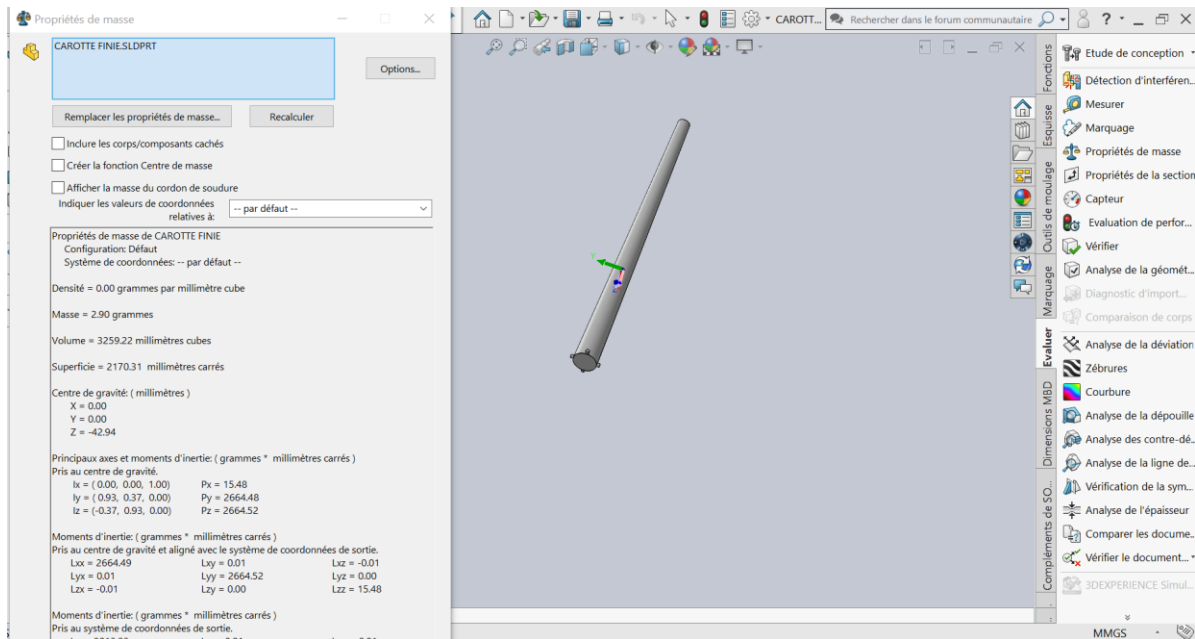 Propriétés de masse
CAROTTE FINIE.SLDPRT
Options...
Remplacer les propriétés de masse...
Recalculer
Inclure les corps/composants cachés
Créer la fonction Centre de masse
Afficher la masse du cordon de soudure
Indiquer les valeurs de coordonnées
relatives à:
-- par défaut --
Propriétés de masse de CAROTTE FINIE
Configuration: Défaut
Système de coordonnées: -- par défaut --
Densité = 0.00 grammes par millimètre cube
Masse = 2.90 grammes
Volume = 3259.22 millimètres cubes
Superficie = 2170.31 millimètres carrés
Centre de gravité: ( millimètres )
X = 0.00
Y = 0.00
Z = -42.94
Principaux axes et moments d'inertie: ( grammes * millimètres carrés )
Pris au centre de gravité.
Ix = ( 0.00, 0.00, 1.00) Px = 15.48
Iy = ( 0.93, 0.37, 0.00) Py = 2664.48
Iz = (-0.37, 0.93, 0.00) Pz = 2664.52
Moments d'inertie: ( grammes * millimètres carrés )
Pris au centre de gravité et aligné avec le système de coordonnées de sortie.
Lxx = 2664.49 Lxy = 0.01 Lxz = -0.01
Lyx = 0.01 Lyy = 2664.52 Lyz = 0.00
Lzx = -0.01 Lzy = 0.00 Lzz = 15.48
Moments d'inertie: ( grammes * millimètres carrés )
Pris au système de coordonnées de sortie.
CAROTT...
Rechercher dans le forum communautaire
?
Y
Fonctions
Esquisse
Outils de moulage
Marquage
Evaluer
Dimensions MBD
Compléments de SO...
Etude de conception
Détection d'interféren...
Mesurer
Marquage
Propriétés de masse
Propriétés de la section
Capteur
Evaluation de perfor...
Vérifier
Analyse de la géomét...
Diagnostic d'import...
Comparaison de corps
Analyse de la déviation
Zébrures
Courbure
Analyse de la dépouille
Analyse des contre-dé...
Analyse de la ligne de...
Vérification de la sym...
Analyse de l'épaisseur
Comparer les docume...
Vérifier le document...
3DEXPERIENCE Simul...
MMGS